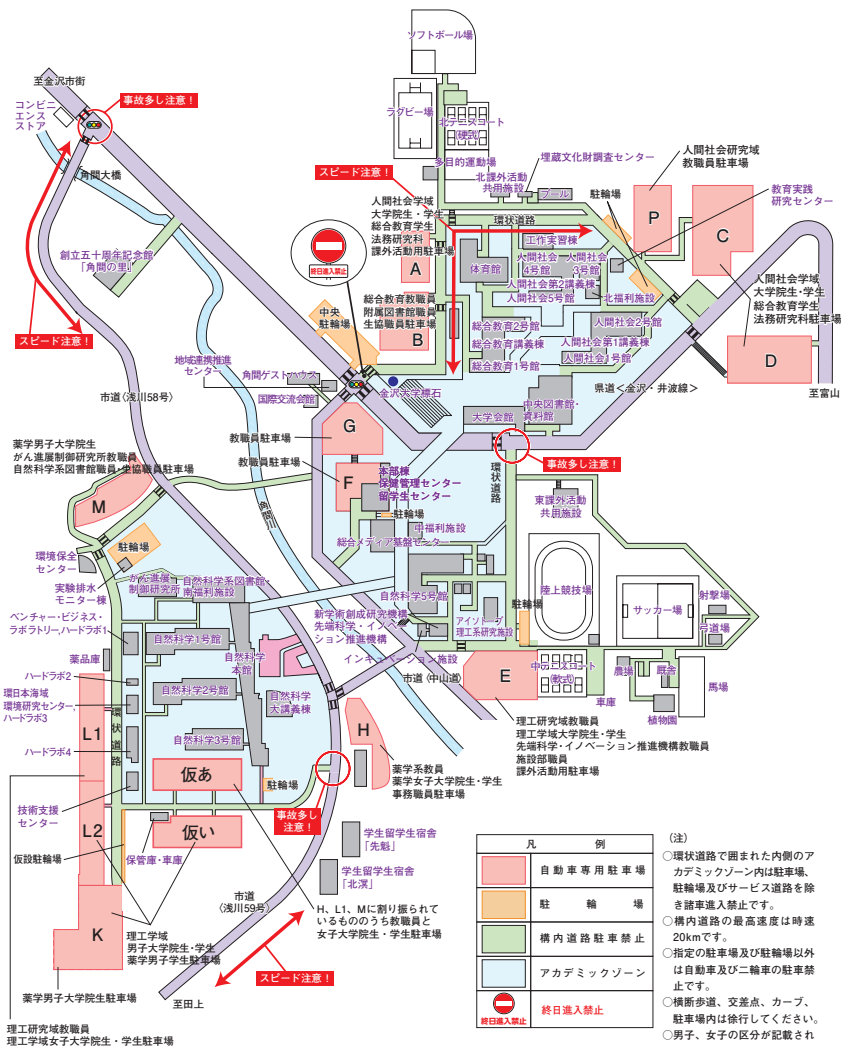 ソフトボール場
至金沢市街
コンビニ
エンス
ストア
事故多し注意！
ラグビー場
北テニスコート
(硬式)
角間大橋
多目的運動場
埋蔵文化財調査センター
人間社会研究域
教職員駐車場
スピード注意！
北課外活動
共用施設
プール
駐輪場
教育実践
研究センター
人間社会学域
大学院生・学生
総合教育学生
法務研究科
課外活動用駐車場
環状道路
P
C
創立五十周年記念館
「角間の里」
終日進入禁止
A
体育館
工作実習棟
人間社会
4号館
人間社会
3号館
人間社会第2講義棟
人間社会5号館
北福利施設
人間社会学域
大学院生・学生
総合教育学生
法務研究科駐車場
総合教育教職員
附属図書館職員
生協職員駐車場
中央
駐輪場
B
総合教育2号館
総合教育講義棟
総合教育1号館
人間社会2号館
人間社会第1講義棟
人間社会1号館
スピード注意！
地域連携推進
センター
角間ゲストハウス
国際交流会館
金沢大学標石
D
市道〈浅川58号〉
県道＜金沢・井波線＞
至富山
中央図書館・
資料館
大学会館
薬学男子大学院生
がん進展制御研究所教職員
自然科学系図書館職員・生協職員駐車場
教職員駐車場
G
教職員駐車場
F
本部棟
保健管理センター
留学生センター
環状道路
事故多し注意！
M
角間川
駐輪場
中福利施設
総合メディア基盤センター
東課外活動
共用施設
駐輪場
環境保全
センター
実験排水
モニター棟
がん進展
制御研究所
自然科学系図書館・
南福利施設
自然科学5号館
陸上競技場
サッカー場
射撃場
弓道場
ベンチャー・ビジネス・
ラボラトリー,ハードラボ1
自然科学1号館
新学術創成研究機構
先端科学・イノベー
ション推進機構
アイソトープ
理工系研究施設
駐輪場
薬品庫
自然科学
本館
インキュベーション施設
市道〈中山道〉
E
中テニスコート
(軟式)
農場
厩舎
馬場
ハードラボ2
自然科学2号館
自然科学
大講義棟
車庫
植物園
環日本海域
環境研究センター,
ハードラボ3
環状道路
L1
H
理工研究域教職員
理工学域大学院生・学生
先端科学・イノベーション推進機構教職員
施設部職員
課外活動用駐車場
ハードラボ4
自然科学3号館
薬学系教員
薬学女子大学院生・学生
事務職員駐車場
仮あ
駐輪場
技術支援
センター
事故多し
注意！
L2
仮い
仮設駐輪場
保管庫・車庫
学生留学生宿舎
「先魁」
学生留学生宿舎
「北溟」
市道
〈浅川59号〉
H、L1、Mに割り振られて
いるもののうち教職員と
女子大学院生・学生駐車場
K
理工学域
男子大学院生・学生
薬学男子学生駐車場
スピード注意！
薬学男子大学院生駐車場
至田上
理工研究域教職員
理工学域女子大学院生・学生駐車場
凡 例
自動車専用駐車場
駐 輪 場
構内道路駐車禁止
アカデミックゾーン
終日進入禁止
終日進入禁止
(注)
○環状道路で囲まれた内側のア
カデミックゾーン内は駐車場、
駐輪場及びサービス道路を除
き諸車進入禁止です。
○構内道路の最高速度は時速
20kmです。
○指定の駐車場及び駐輪場以外
は自動車及び二輪車の駐車禁
止です。
○横断歩道、交差点、カーブ、
駐車場内は徐行してください。
○男子、女子の区分が記載され